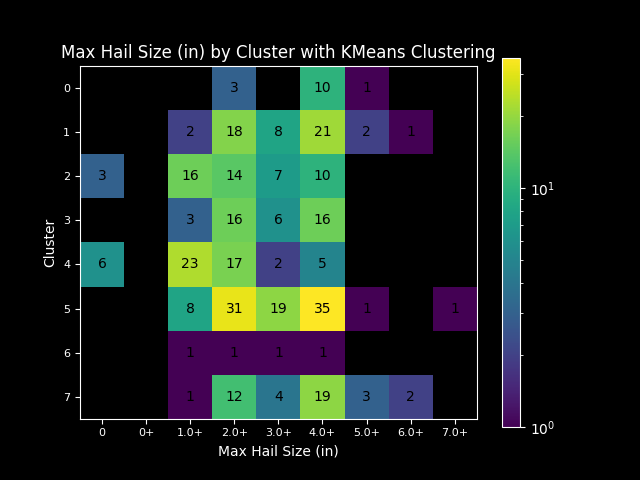 Max Hail Size (in) by Cluster with KMeans Clustering
0 3 10 1
1 2 18 8 21 2 1
2 3 16 14 7 10
3 3 16 6 16
4 6 23 17 2 5
5 8 31 19 35 1 1
6 1 1 1 1
7 1 12 4 19 3 2
0 0+ 1.0+ 2.0+ 3.0+ 4.0+ 5.0+ 6.0+ 7.0+
Max Hail Size (in)
Cluster
10¹
10⁰